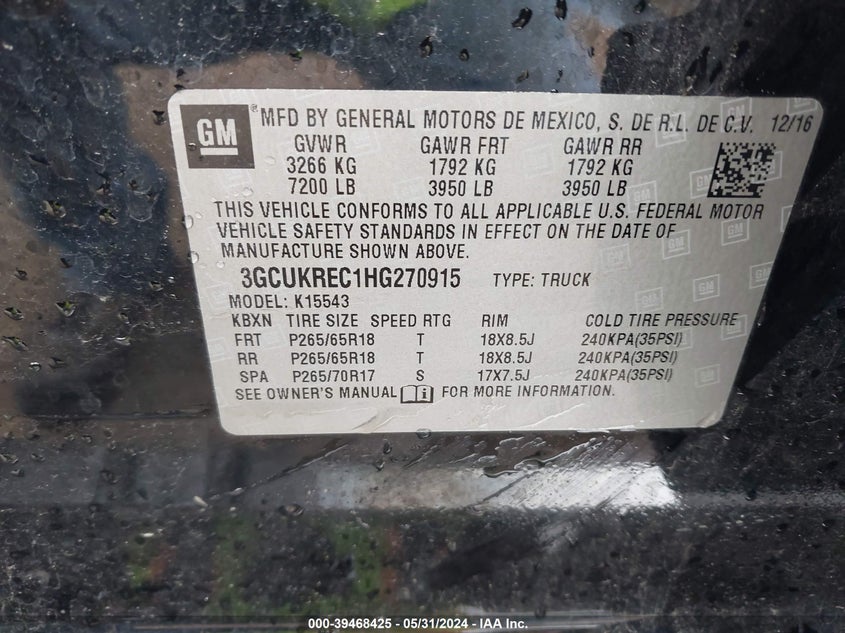 GM ® MFD BY GENERAL MOTORS DE MEXICO, S. DE R.L. DE C.V. 12/16
GVWR GAWR FRT GAWR RR
3266 KG 1792 KG 1792 KG
7200 LB 3950 LB 3950 LB
THIS VEHICLE CONFORMS TO ALL APPLICABLE U.S. FEDERAL MOTOR
VEHICLE SAFETY STANDARDS IN EFFECT ON THE DATE OF
MANUFACTURE SHOWN ABOVE.
3GCUKREC1HG270915 TYPE: TRUCK
MODEL: K15543
KBXN TIRE SIZE SPEED RTG RIM COLD TIRE PRESSURE
FRT P265/65R18 T 18X8.5J 240KPA(35PSI)
RR P265/65R18 T 18X8.5J 240KPA(35PSI)
SPA P265/70R17 S 17X7.5J 240KPA(35PSI)
SEE OWNER'S MANUAL FOR MORE INFORMATION.
000-39468425 - 05/31/2024 - IAA Inc.